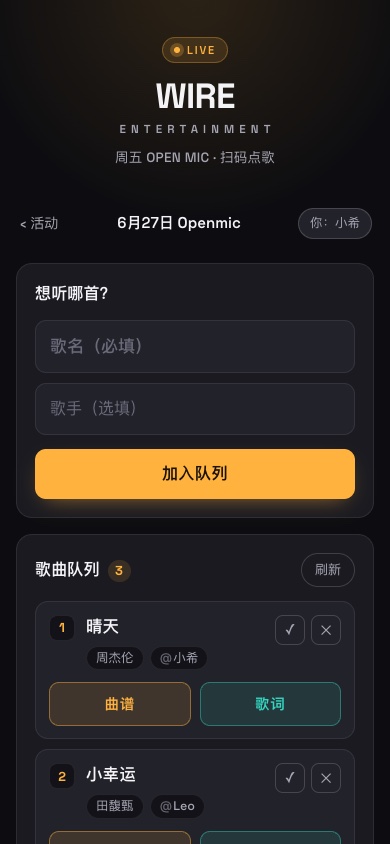 LIVE
WIRE
ENTERTAINMENT
周五 OPEN MIC · 扫码点歌
< 活动
6月27日 Openmic
你：小希
想听哪首?
歌名（必填）
歌手（选填）
加入队列
歌曲队列 3
刷新
1 晴天 ✓ ×
周杰伦 @小希
曲谱 歌词
2 小幸运 ✓ ×
田馥甄 @Leo